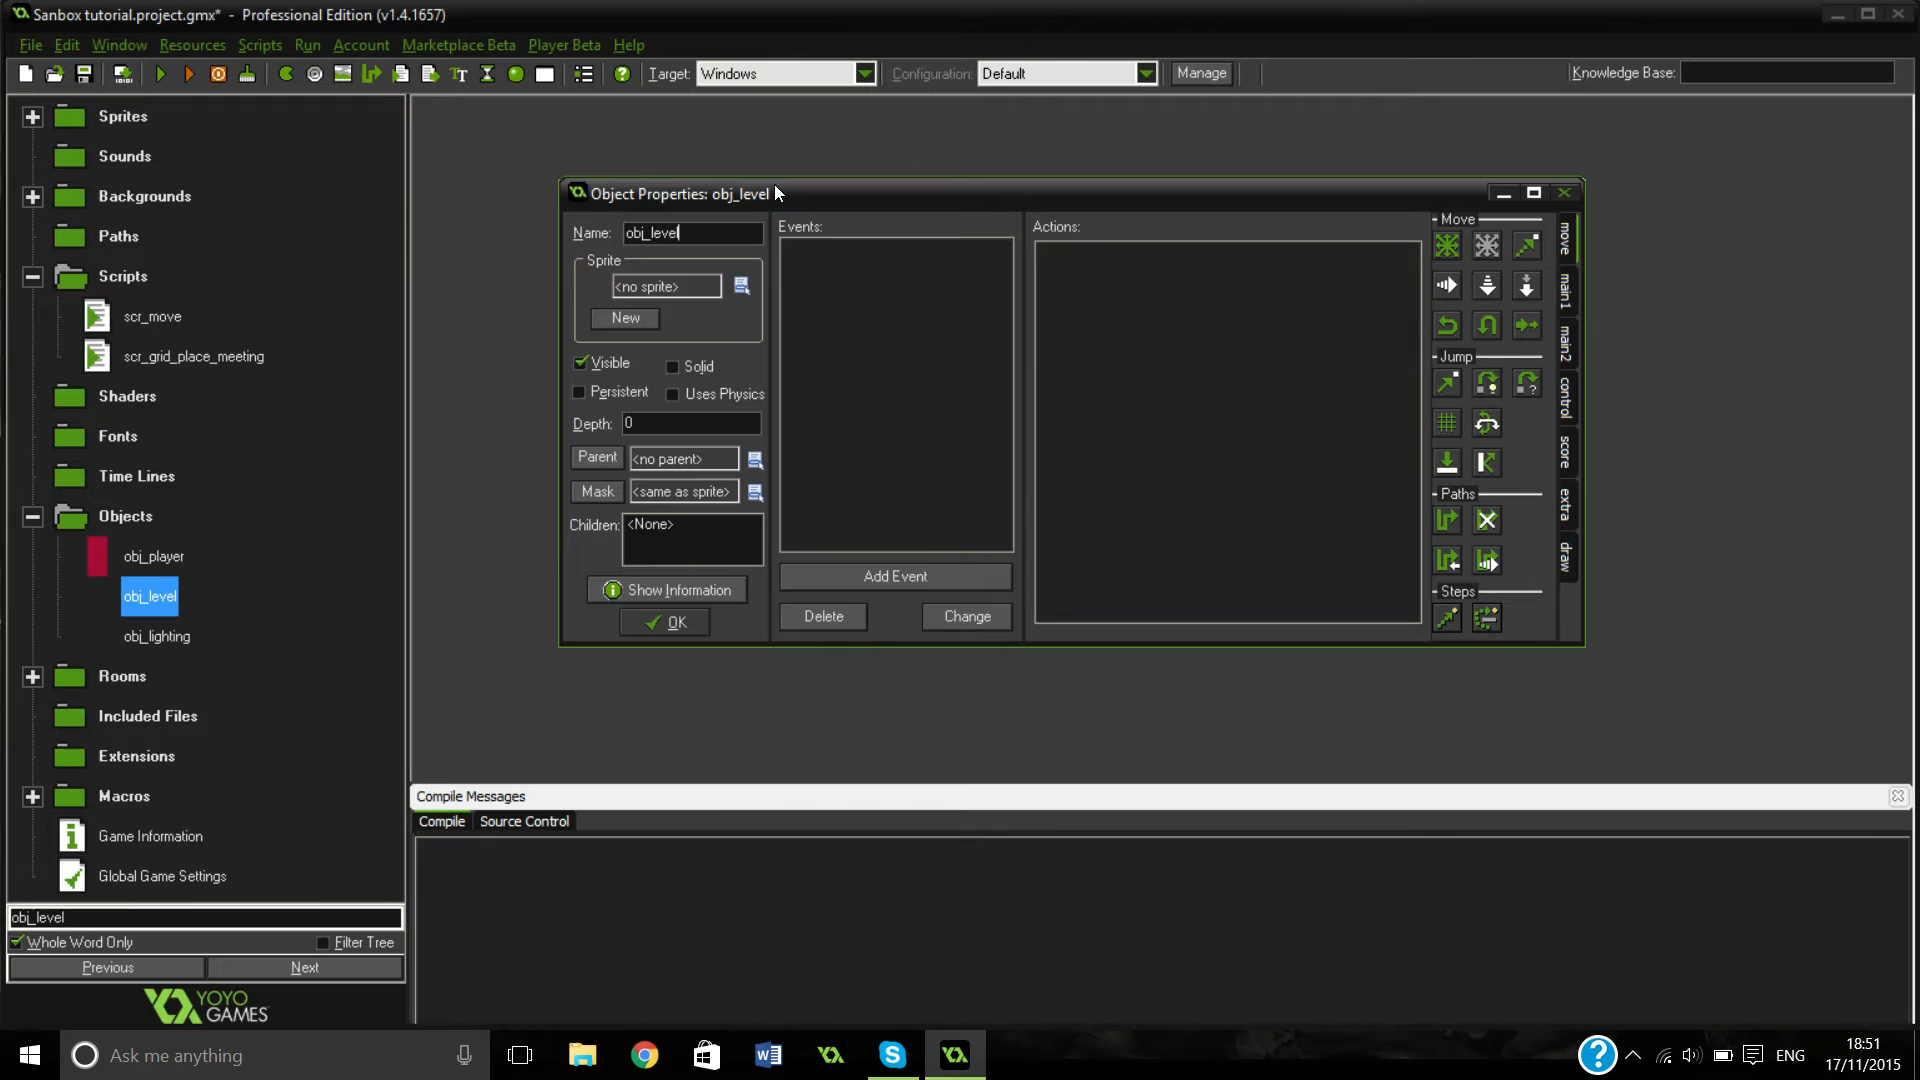 Sanbox tutorial.project.gmx* - Professional Edition (v1.4.1657)
File Edit Window Resources Scripts Run Account Marketplace Beta Player Beta Help
Target: Windows Configuration: Default Manage Knowledge Base:
Sprites
Sounds
Backgrounds
Paths
Scripts
scr_move
scr_grid_place_meeting
Shaders
Fonts
Time Lines
Objects
obj_player
obj_level
obj_lighting
Rooms
Included Files
Extensions
Macros
Game Information
Global Game Settings
obj_level
Whole Word Only Filter Tree
Previous Next
YOYO
GAMES
Object Properties: obj_level
Name: obj_level
Sprite
<no sprite>
New
Visible Solid
Persistent Uses Physics
Depth: 0
Parent <no parent>
Mask <same as sprite>
Children: <None>
Show Information
OK
Events:
Add Event
Delete Change
Actions:
Move
Jump
Paths
Steps
move
main1
main2
control
score
extra
draw
Compile Messages
Compile Source Control
Ask me anything
ENG
18:51
17/11/2015